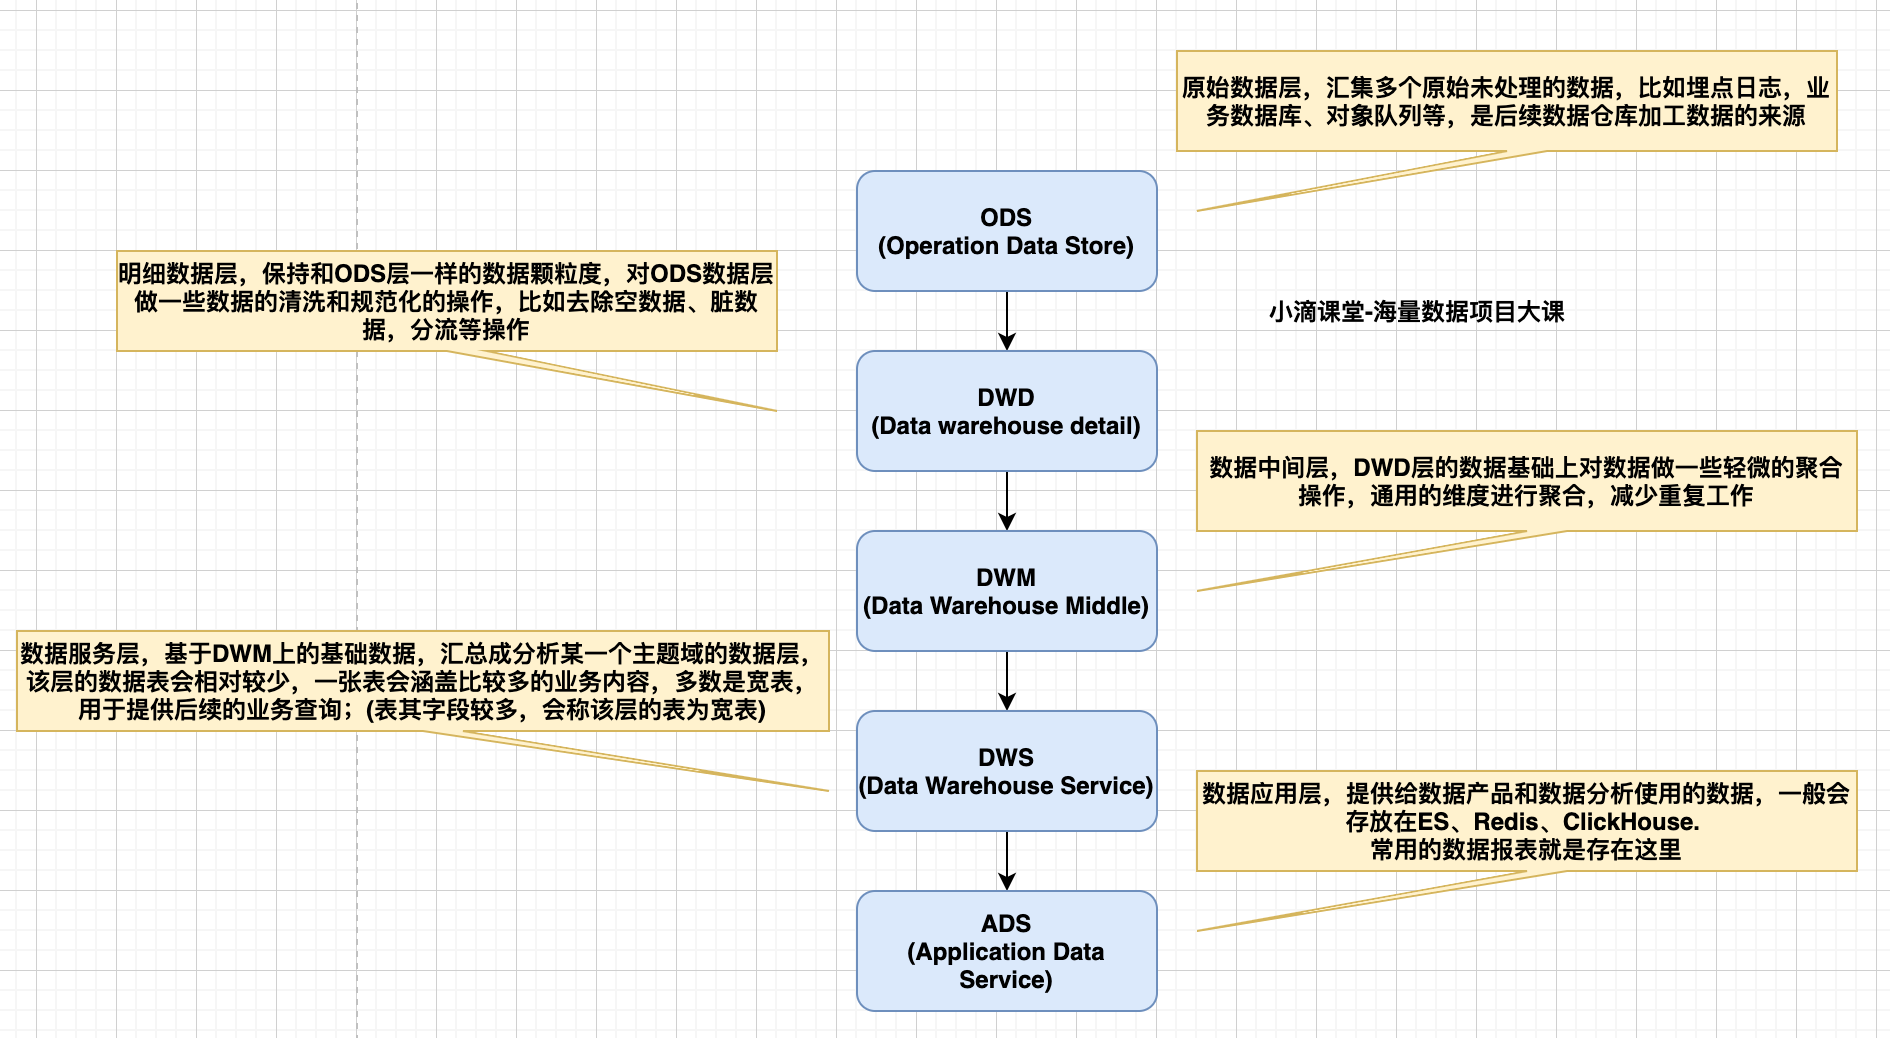 原始数据层，汇集多个原始未处理的数据，比如埋点日志，业
务数据库、对象队列等，是后续数据仓库加工数据的来源
ODS
(Operation Data Store)
明细数据层，保持和ODS层一样的数据颗粒度，对ODS数据层
做一些数据的清洗和规范化的操作，比如去除空数据、脏数
据，分流等操作
小滴课堂-海量数据项目大课
DWD
(Data warehouse detail)
数据中间层，DWD层的数据基础上对数据做一些轻微的聚合
操作，通用的维度进行聚合，减少重复工作
DWM
(Data Warehouse Middle)
数据服务层，基于DWM上的基础数据，汇总成分析某一个主题域的数据层，
该层的数据表会相对较少，一张表会涵盖比较多的业务内容，多数是宽表，
用于提供后续的业务查询；(表其字段较多，会称该层的表为宽表)
DWS
(Data Warehouse Service)
数据应用层，提供给数据产品和数据分析使用的数据，一般会
存放在ES、Redis、ClickHouse.
常用的数据报表就是存在这里
ADS
(Application Data
Service)